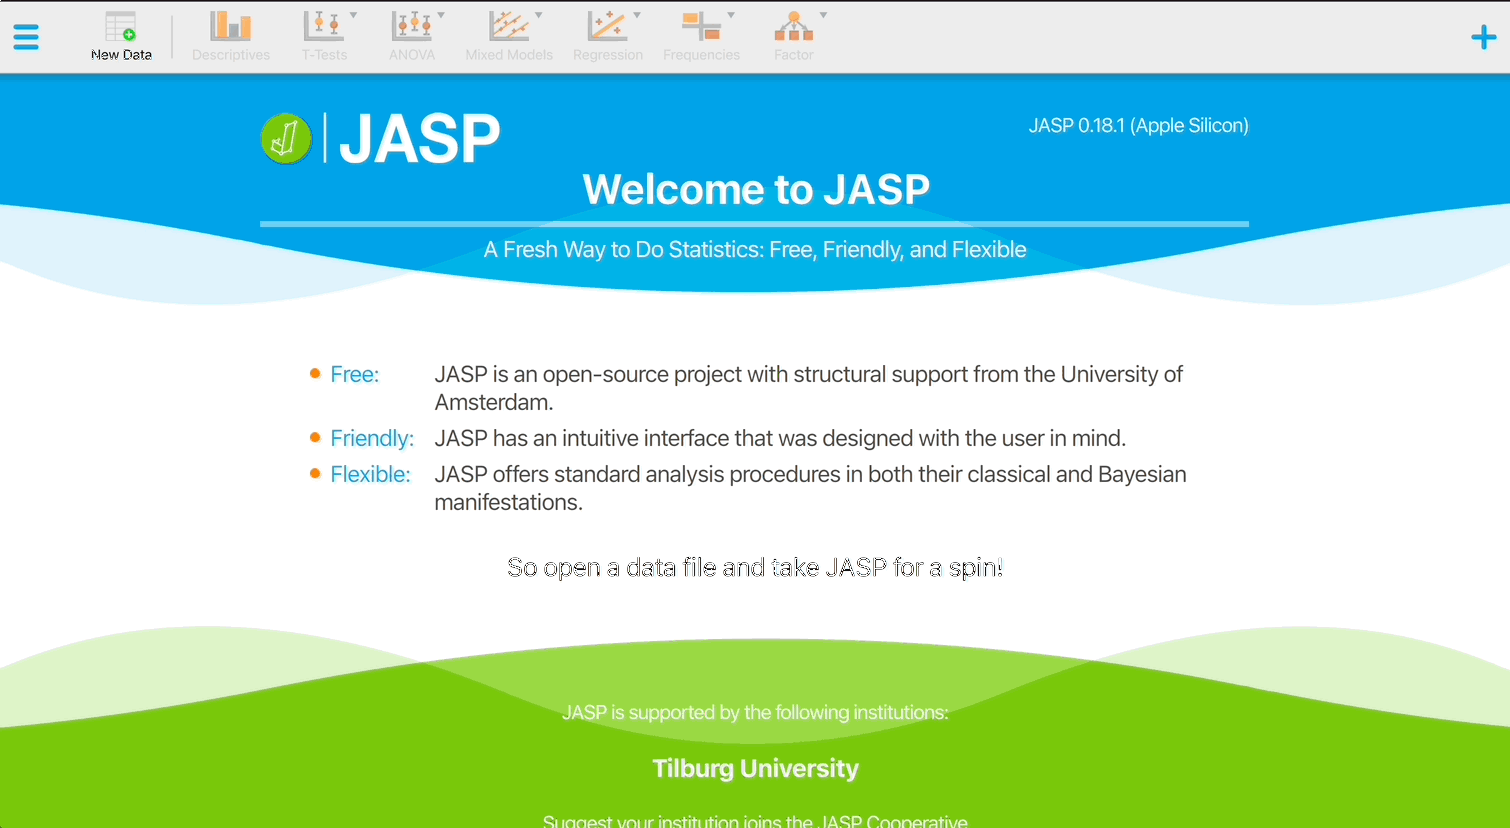 New Data
Descriptives
T-Tests
ANOVA
Mixed Models
Regression
Frequencies
Factor
JASP
JASP 0.18.1 (Apple Silicon)
Welcome to JASP
A Fresh Way to Do Statistics: Free, Friendly, and Flexible
Free: JASP is an open-source project with structural support from the University of
Amsterdam.
Friendly: JASP has an intuitive interface that was designed with the user in mind.
Flexible: JASP offers standard analysis procedures in both their classical and Bayesian
manifestations.
So open a data file and take JASP for a spin!
JASP is supported by the following institutions:
Tilburg University
Suggest your institution joins the JASP Cooperative